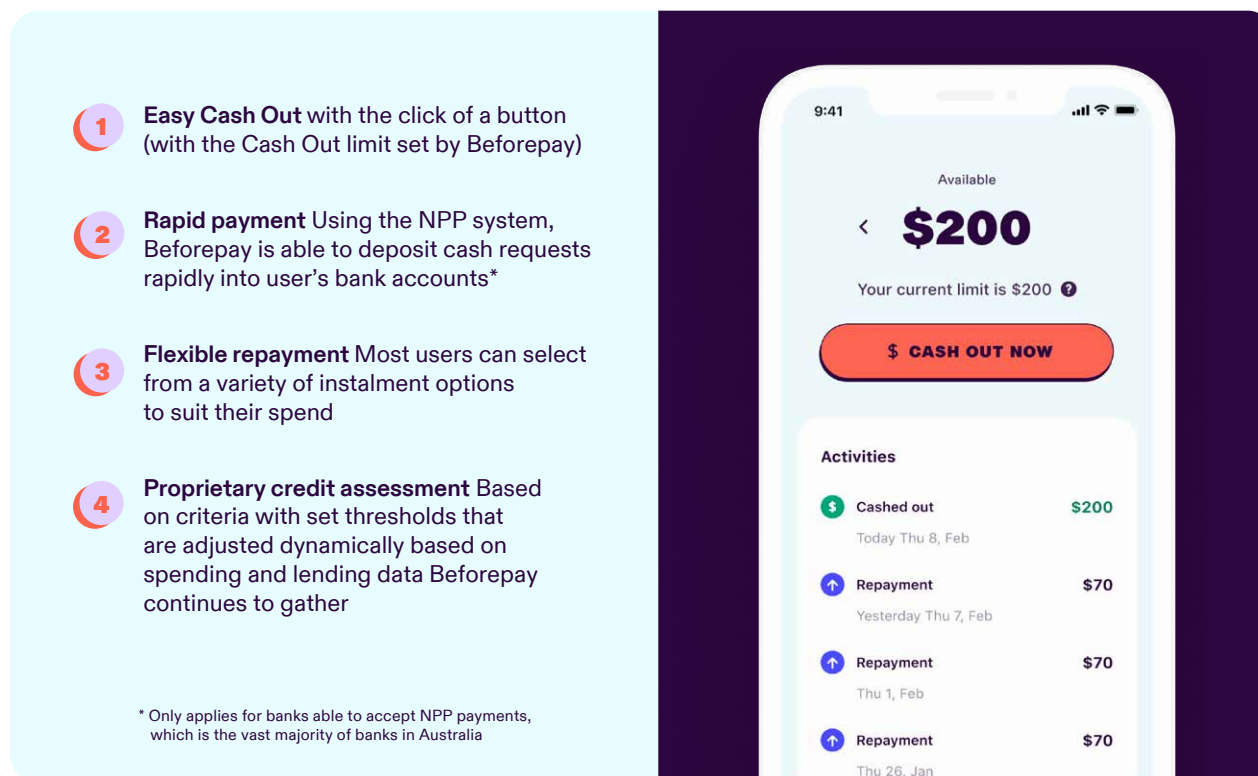 1
Easy Cash Out with the click of a button
(with the Cash Out limit set by Beforepay)
2
Rapid payment Using the NPP system,
Beforepay is able to deposit cash requests
rapidly into user’s bank accounts*
3
Flexible repayment Most users can select
from a variety of instalment options
to suit their spend
4
Proprietary credit assessment Based
on criteria with set thresholds that
are adjusted dynamically based on
spending and lending data Beforepay
continues to gather
* Only applies for banks able to accept NPP payments,
which is the vast majority of banks in Australia
9:41
Available
$200
Your current limit is $200 ?
$ CASH OUT NOW
Activities
$ Cashed out $200
Today Thu 8, Feb
Repayment $70
Yesterday Thu 7, Feb
Repayment $70
Thu 1, Feb
Repayment $70
Thu 26, Jan